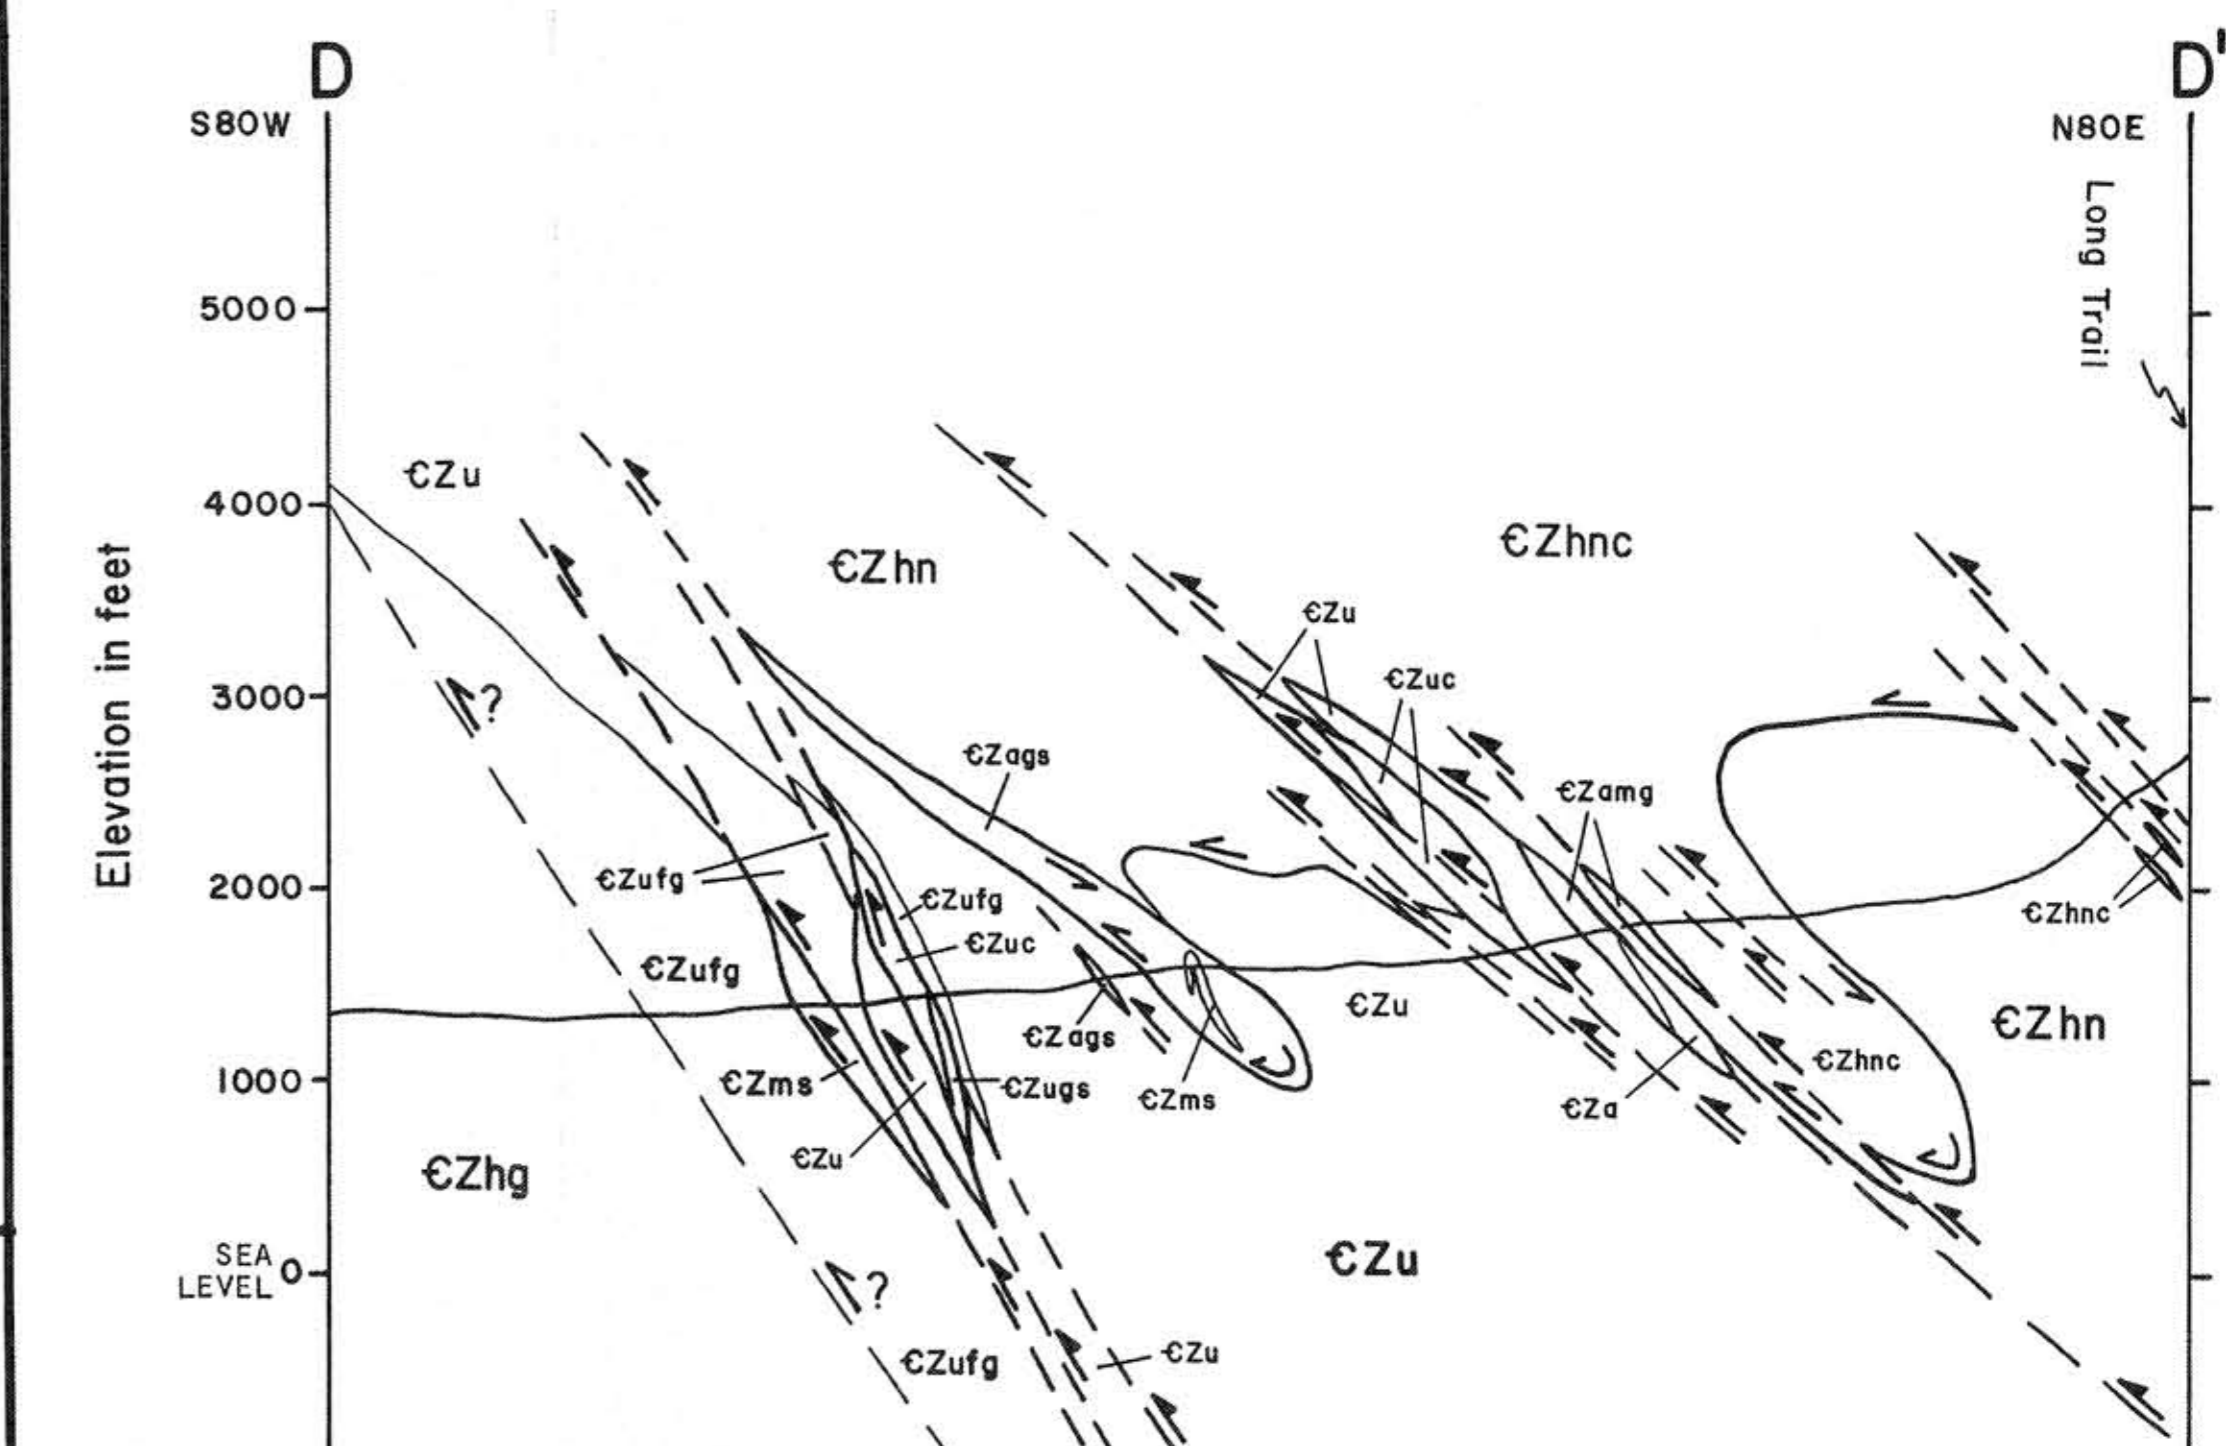 D
D'
S80W
N80E
Long Trail
Elevation in feet
5000
4000
3000
2000
1000
SEA
LEVEL 0
ЄZu
ЄZhn
ЄZhnc
?
ЄZu
ЄZuc
ЄZags
ЄZamg
ЄZufg
ЄZufg
ЄZuc
ЄZhnc
ЄZufg
ЄZu
ЄZhn
ЄZags
ЄZms
ЄZugs
ЄZms
ЄZa
ЄZhnc
ЄZu
ЄZhg
ЄZu
?
ЄZufg
ЄZu